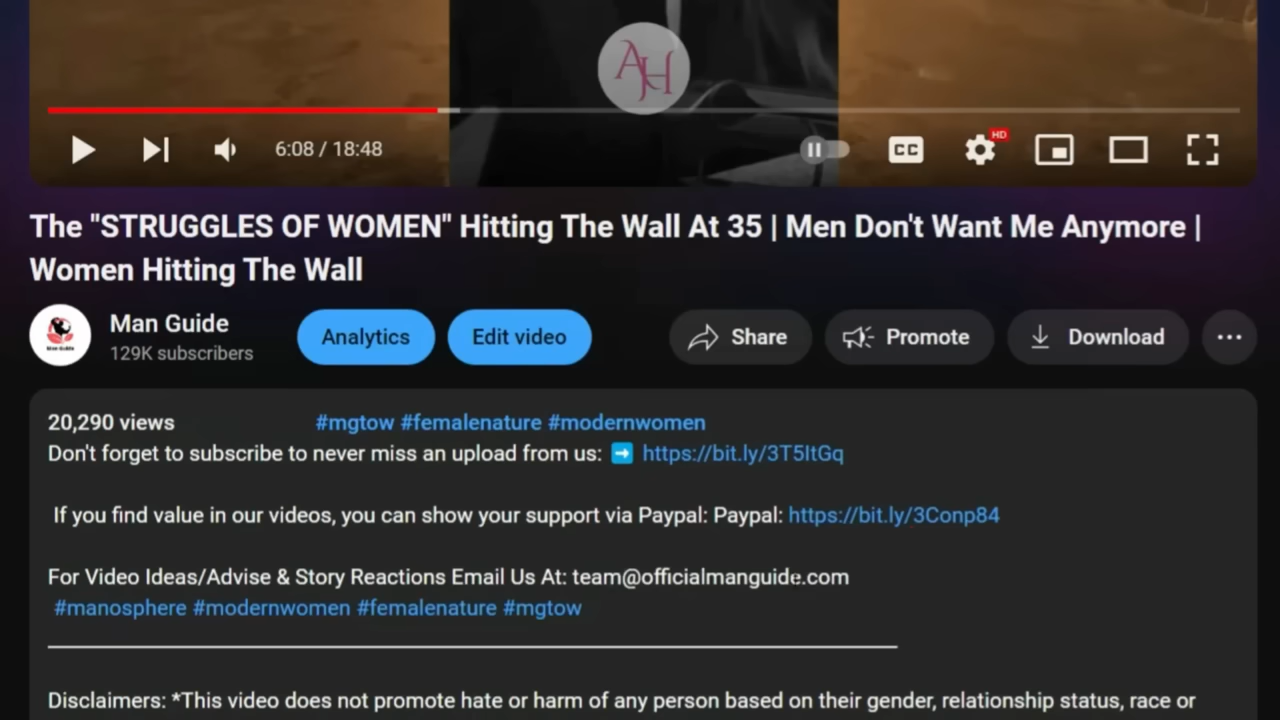 AJH
6:08 / 18:48
CC
HD
The "STRUGGLES OF WOMEN" Hitting The Wall At 35 | Men Don't Want Me Anymore |
Women Hitting The Wall
Man Guide
129K subscribers
Analytics
Edit video
Share
Promote
Download
20,290 views #mgtow #femalenature #modernwomen
Don't forget to subscribe to never miss an upload from us: ➡ https://bit.ly/3T5ItGq
If you find value in our videos, you can show your support via Paypal: Paypal: https://bit.ly/3Conp84
For Video Ideas/Advise & Story Reactions Email Us At: team@officialmanguide.com
#manosphere #modernwomen #femalenature #mgtow
Disclaimers: *This video does not promote hate or harm of any person based on their gender, relationship status, race or